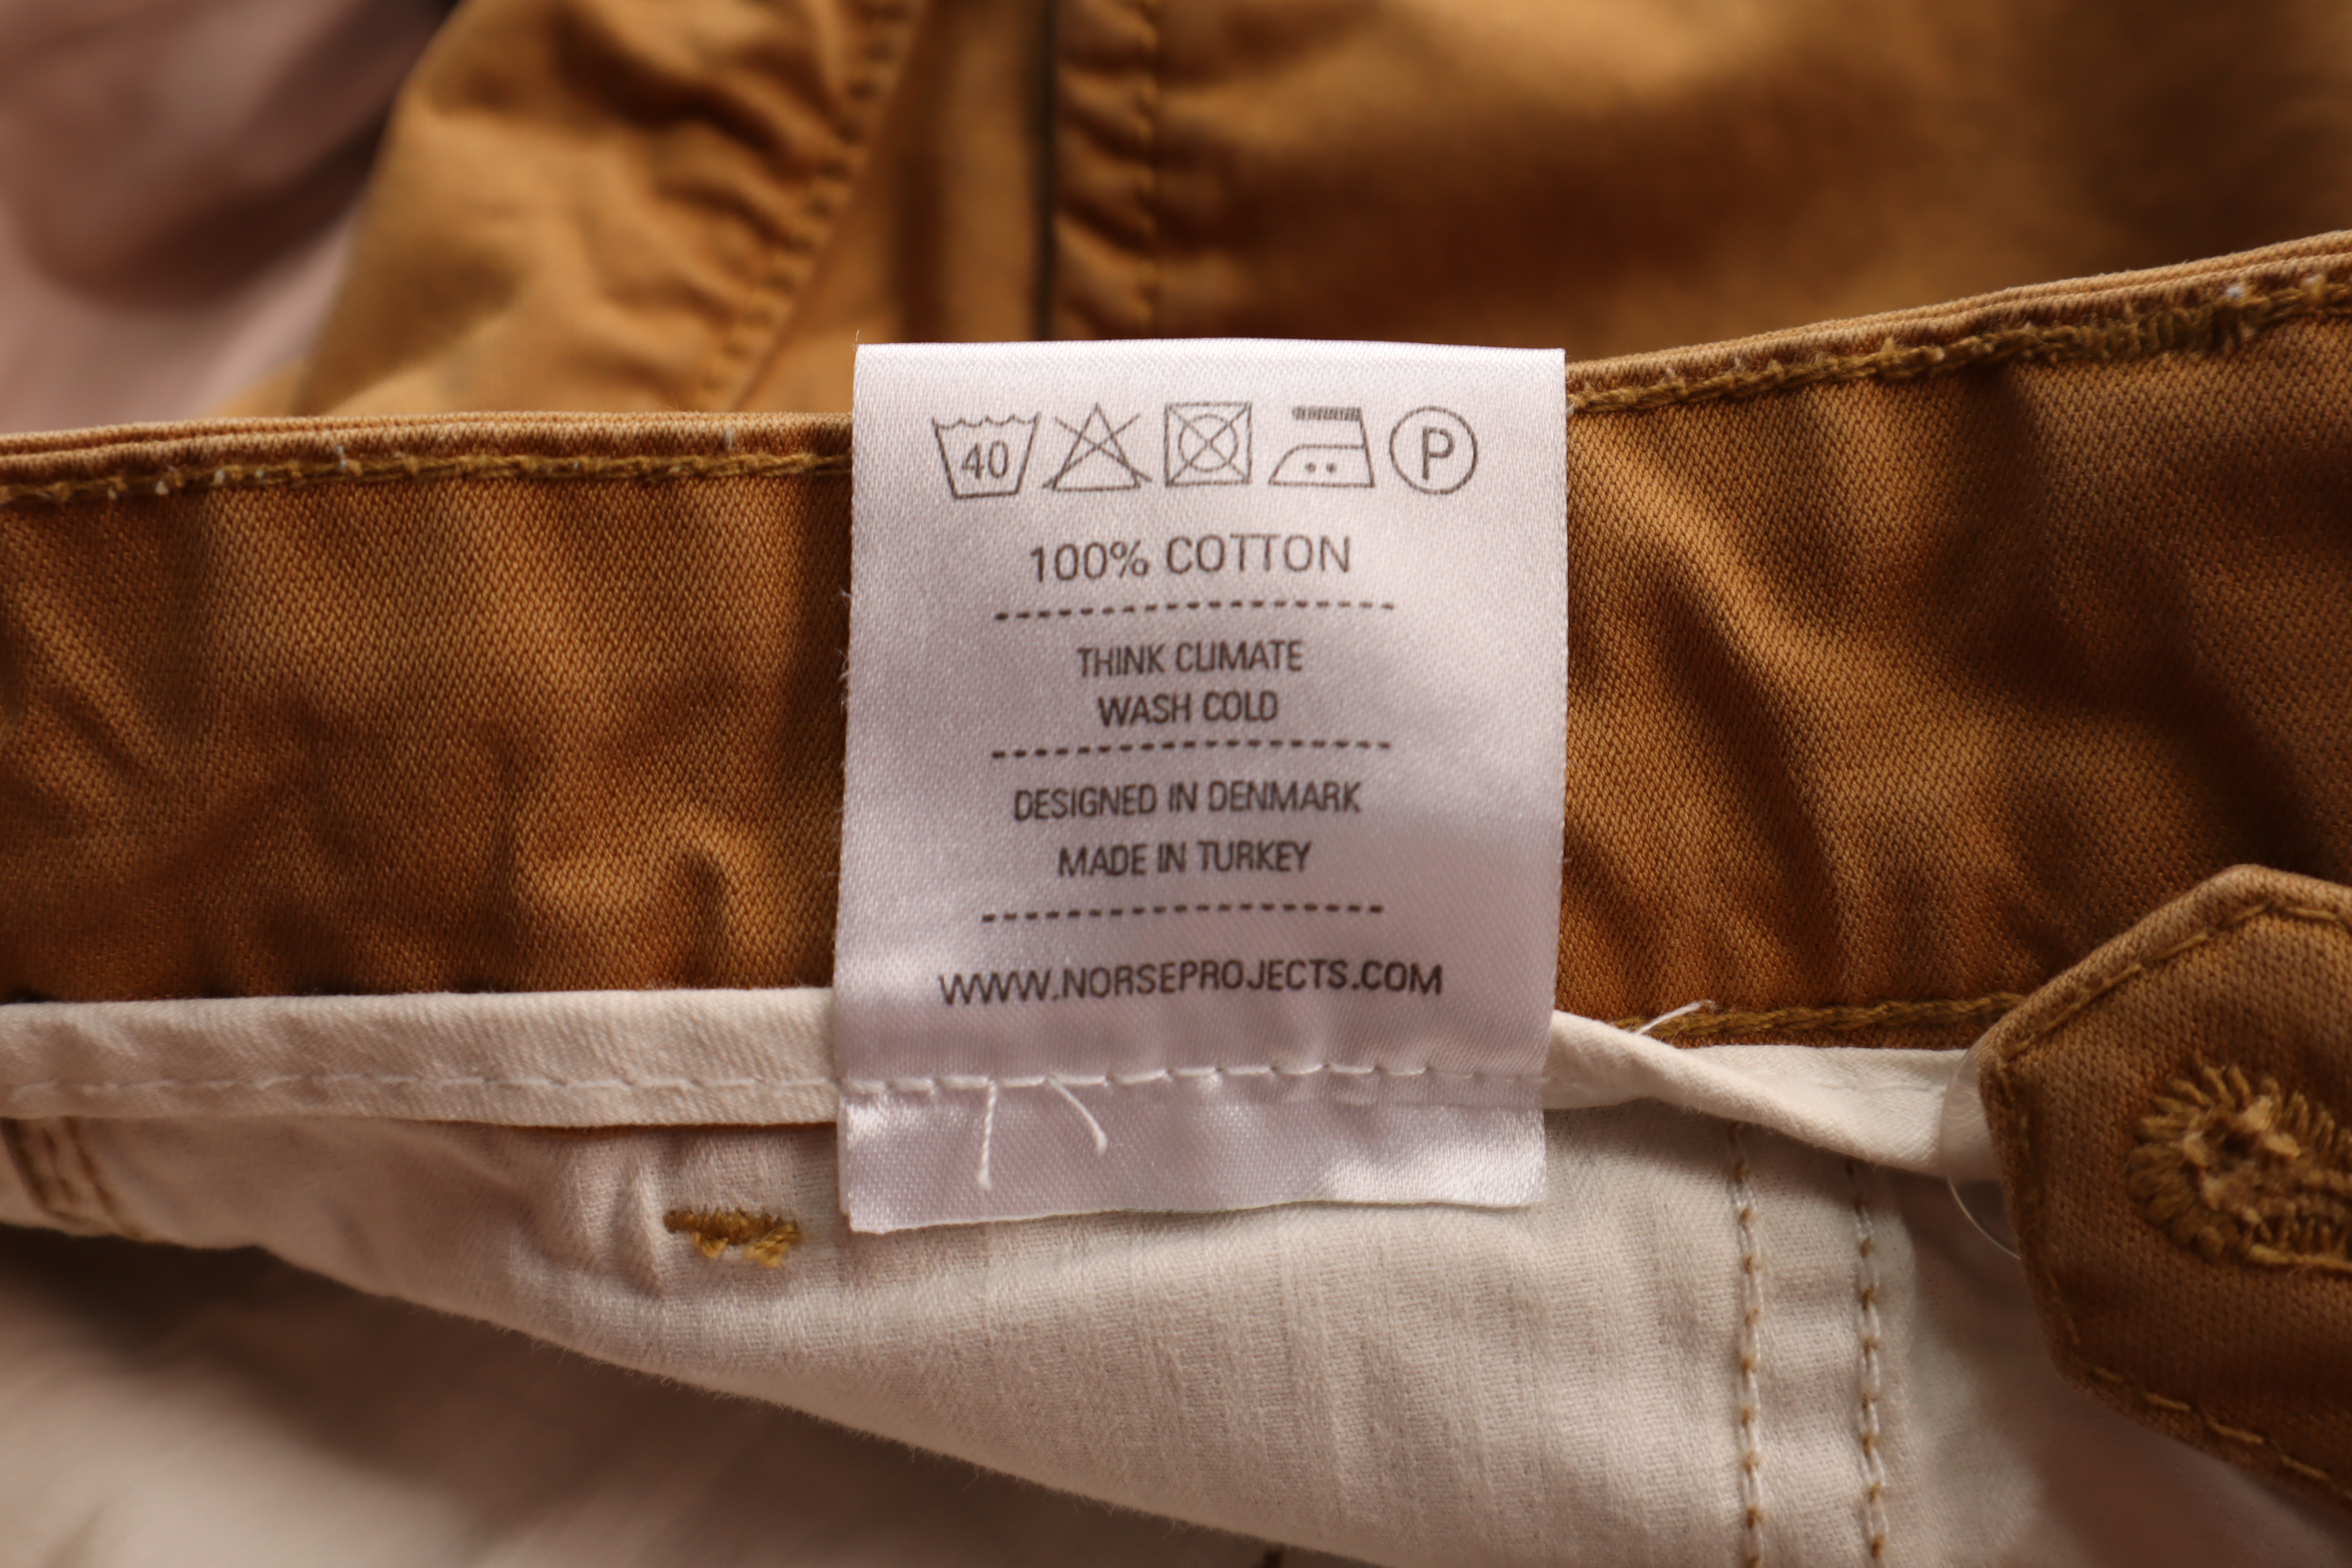 40 P
100% COTTON
THINK CLIMATE
WASH COLD
DESIGNED IN DENMARK
MADE IN TURKEY
WWW.NORSEPROJECTS.COM